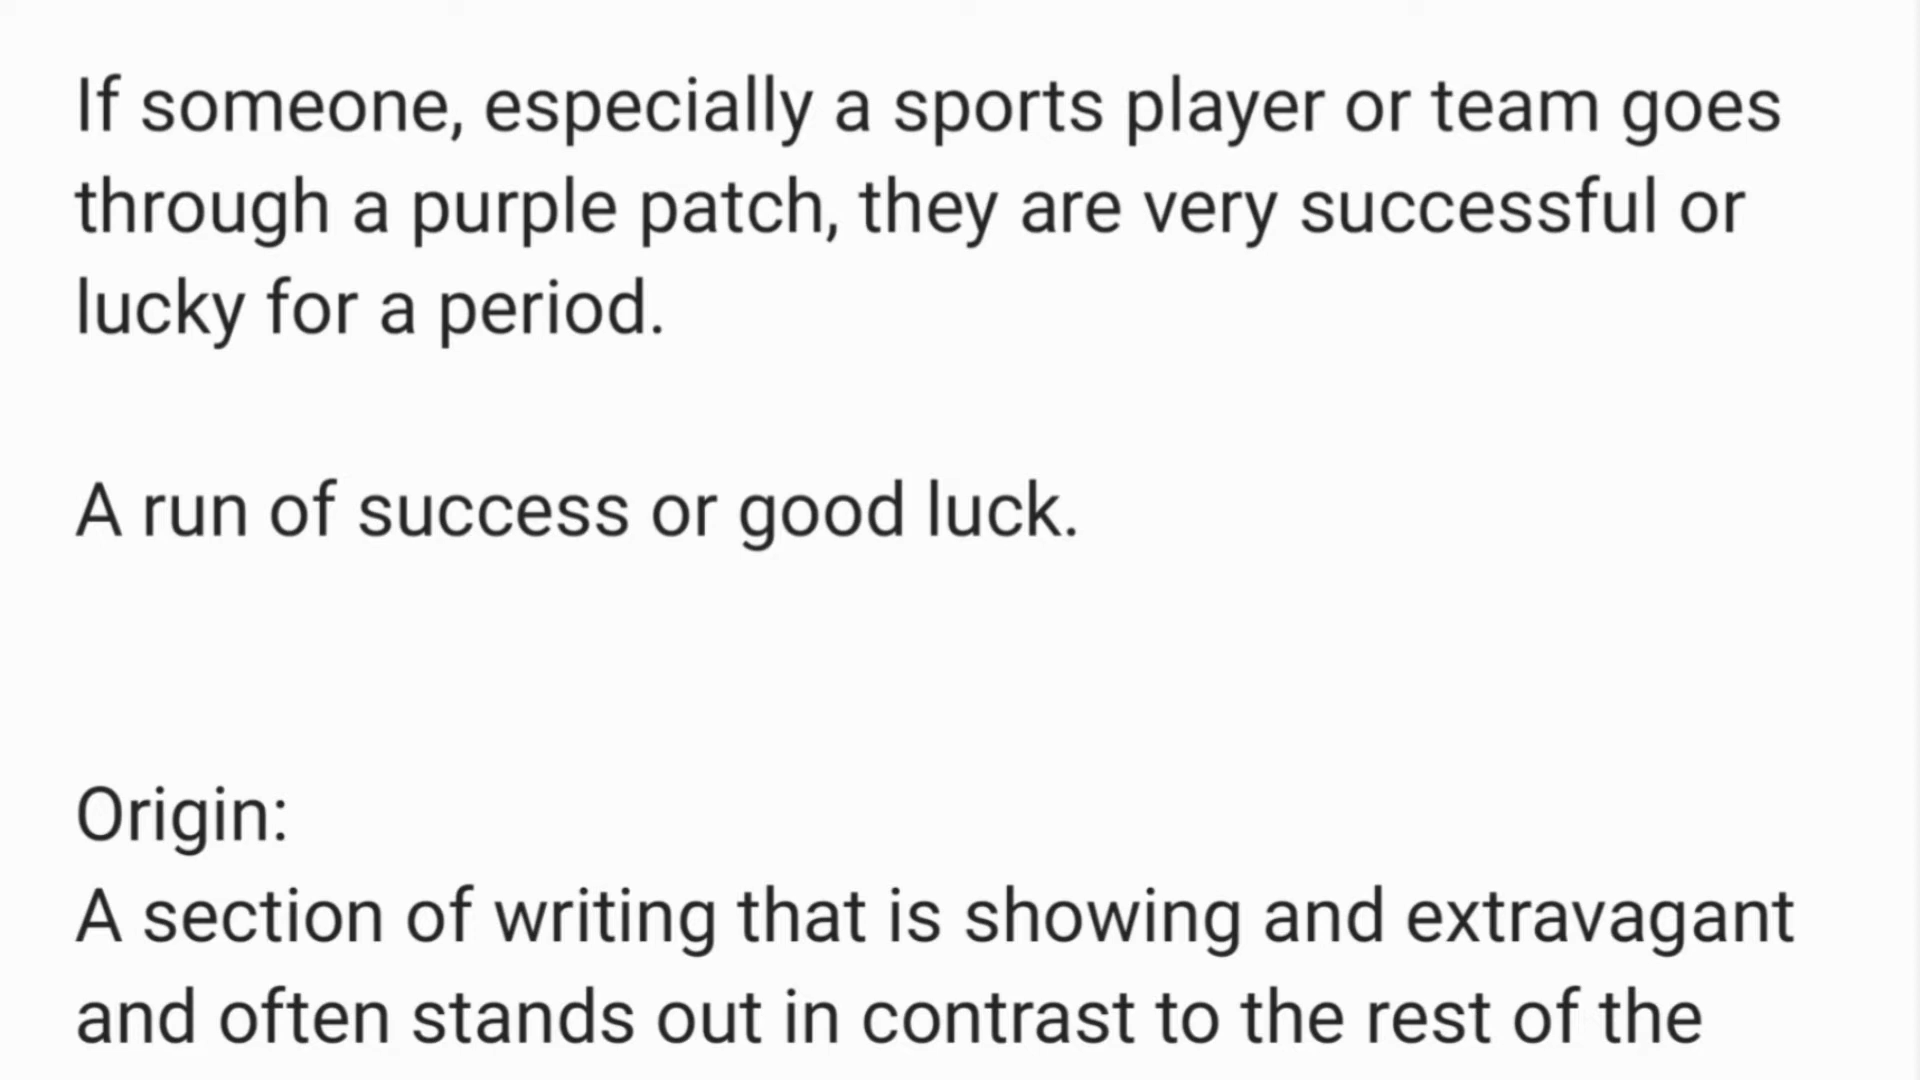 If someone, especially a sports player or team goes
through a purple patch, they are very successful or
lucky for a period.
A run of success or good luck.
Origin:
A section of writing that is showing and extravagant
and often stands out in contrast to the rest of the